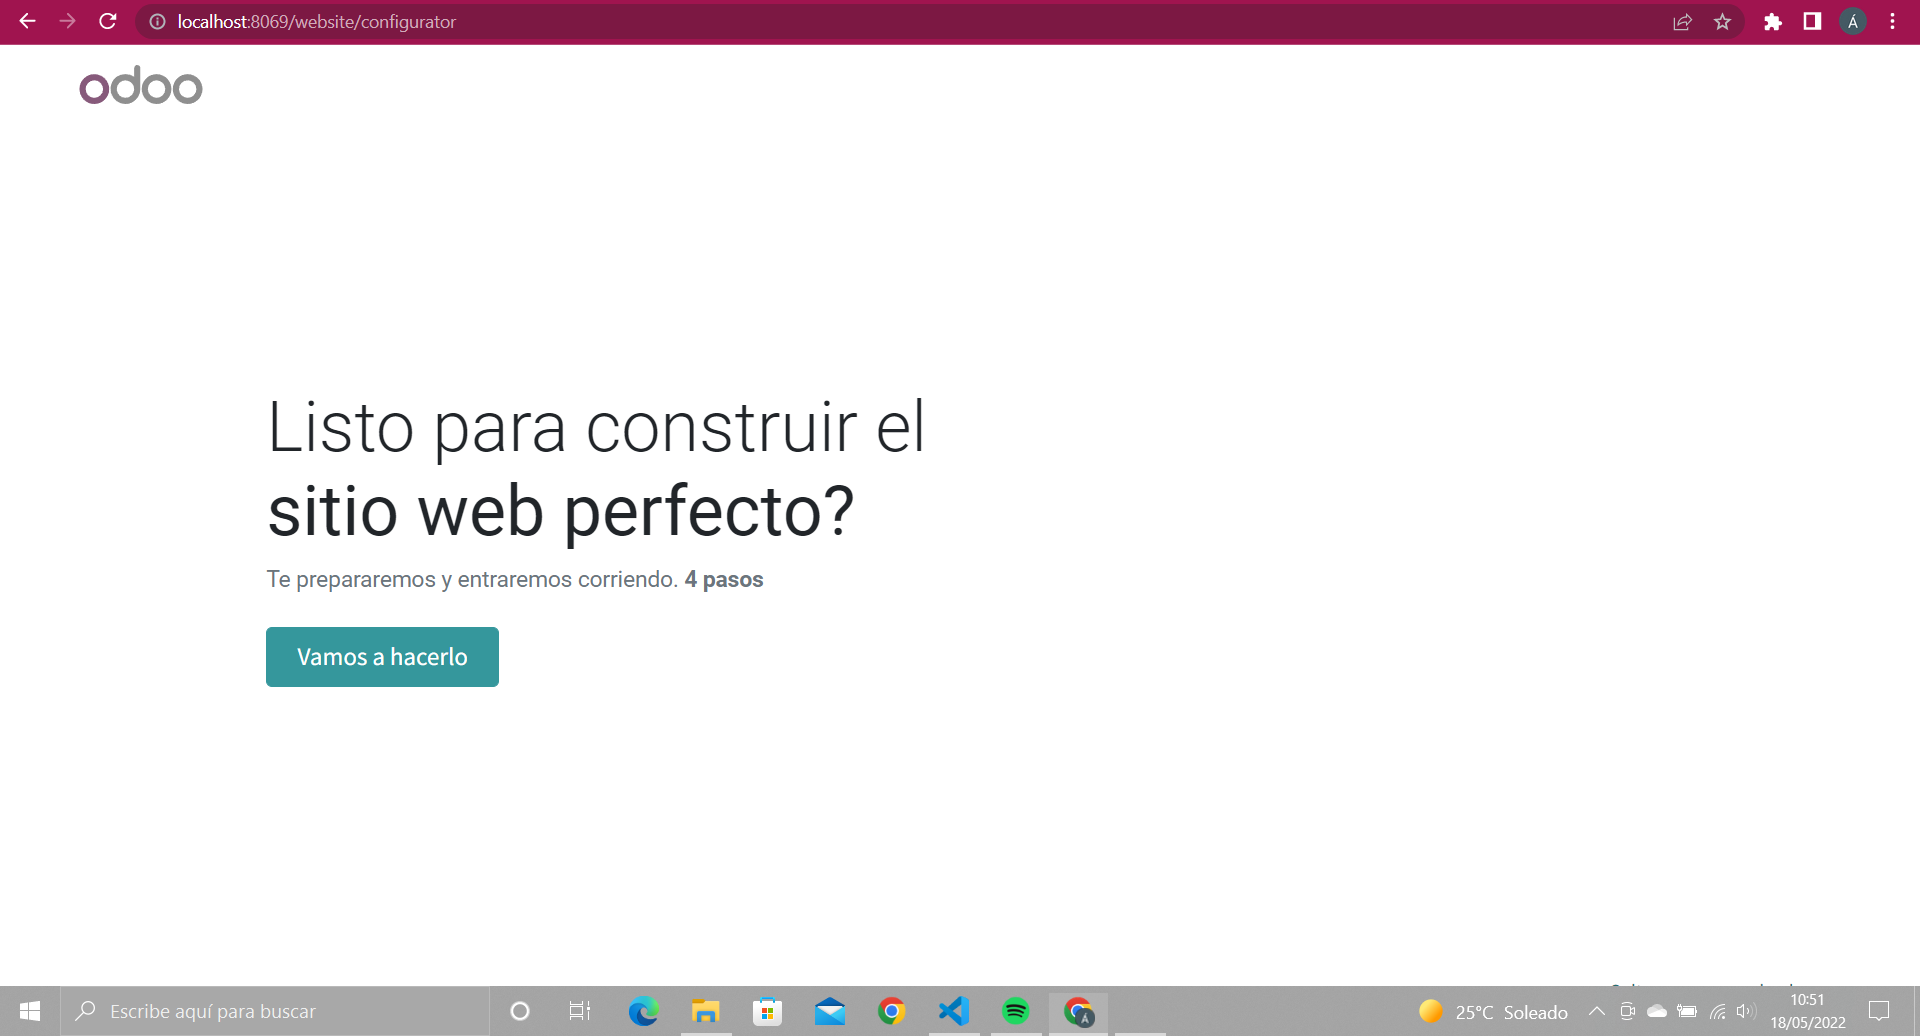 localhost:8069/website/configurator
Á
odoo
Listo para construir el
sitio web perfecto?
Te prepararemos y entraremos corriendo. 4 pasos
Vamos a hacerlo
Escribe aquí para buscar
Á
25°C Soleado
10:51
18/05/2022